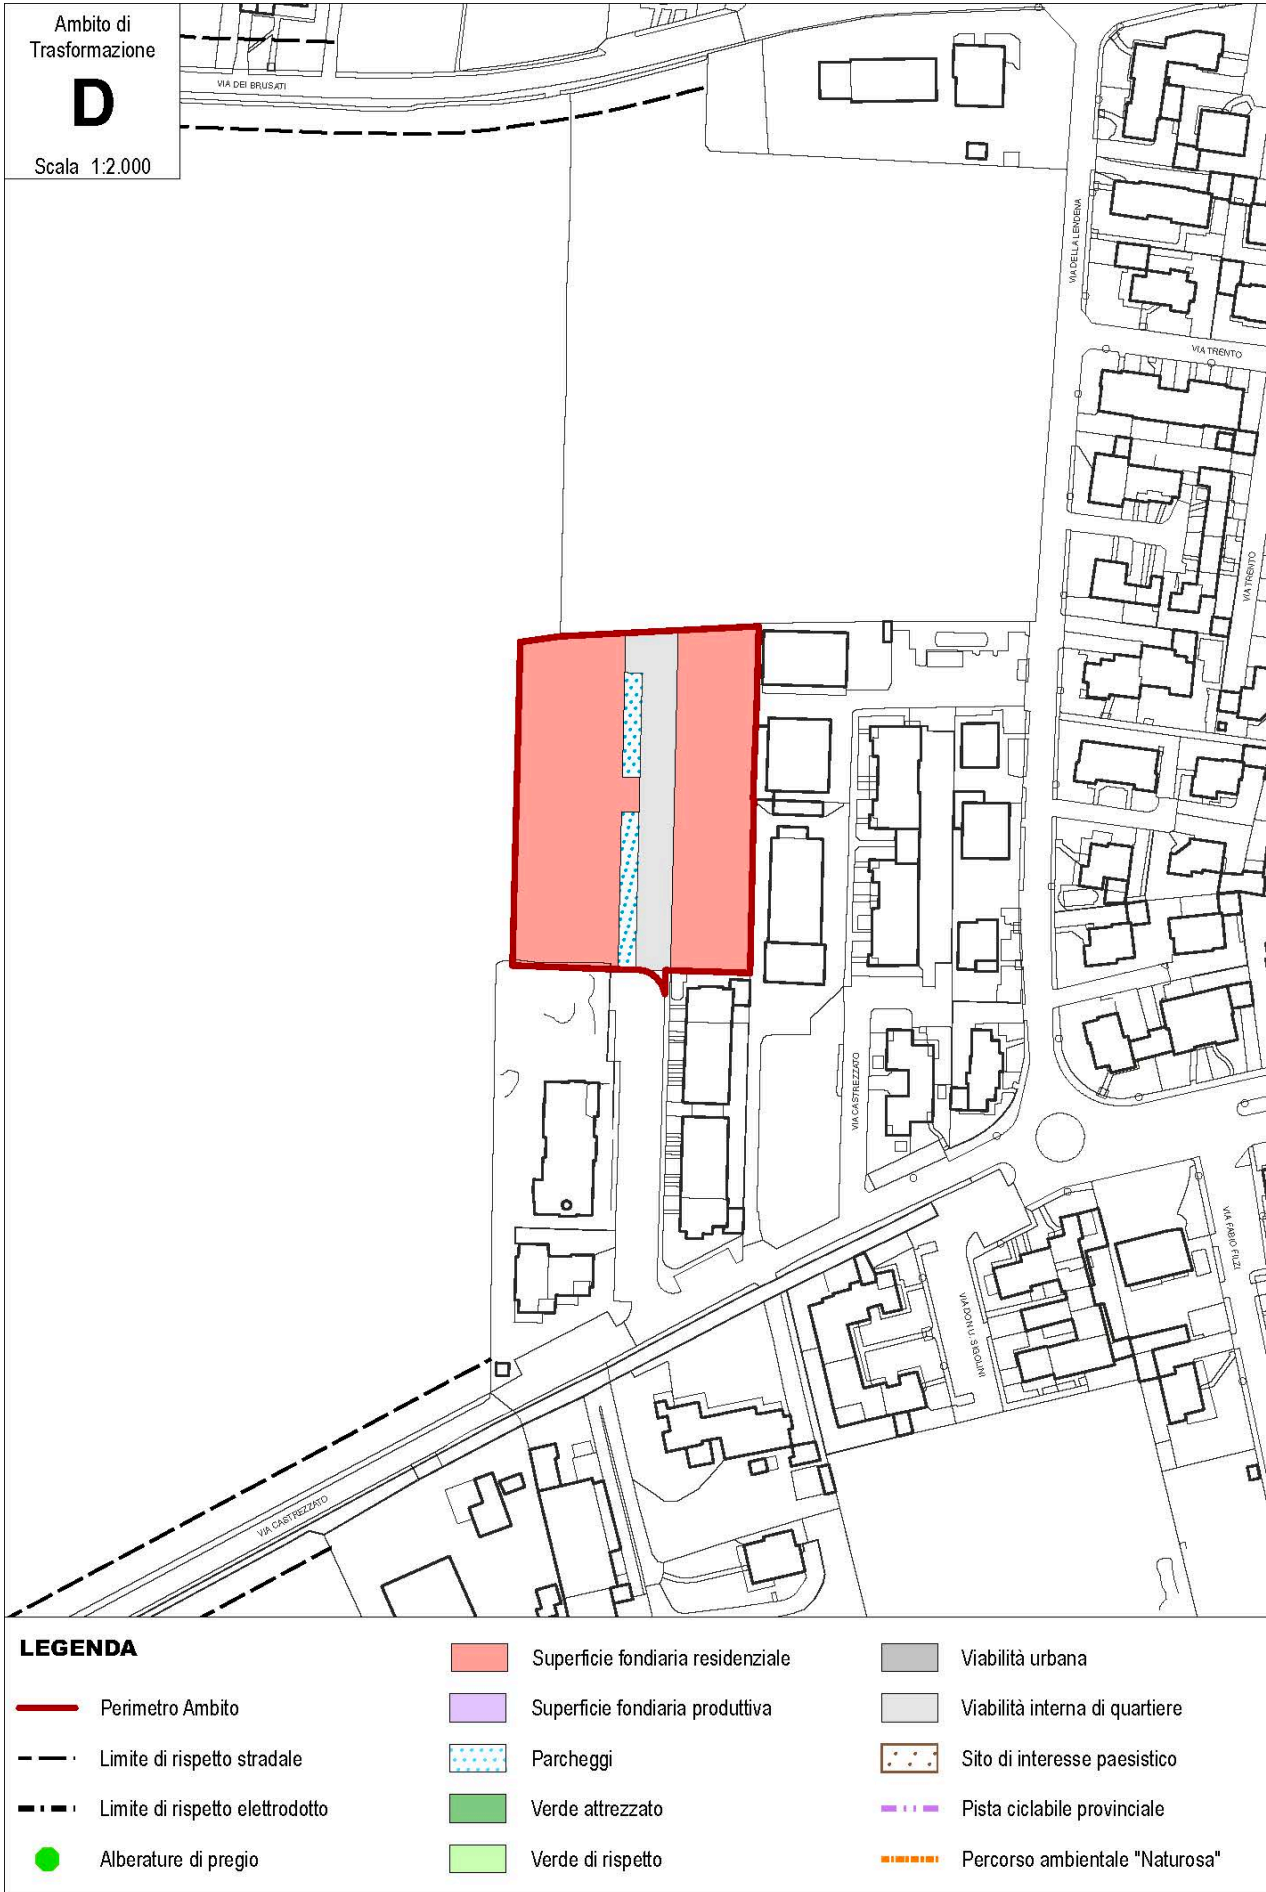 Ambito di
Trasformazione
D
Scala 1:2.000
VIA DEI BRUSATI
VIA DELLA LENDENA
VIA TRENTO
VIA TRENTO
VIA CASTREZZATO
VIA FABIO FILZI
VIA DON U. SIGOLINI
VIA CASTREZZATO
LEGENDA
Perimetro Ambito
Limite di rispetto stradale
Limite di rispetto elettrodotto
Alberature di pregio
Superficie fondiaria residenziale
Superficie fondiaria produttiva
Parcheggi
Verde attrezzato
Verde di rispetto
Viabilità urbana
Viabilità interna di quartiere
Sito di interesse paesistico
Pista ciclabile provinciale
Percorso ambientale "Naturosa"